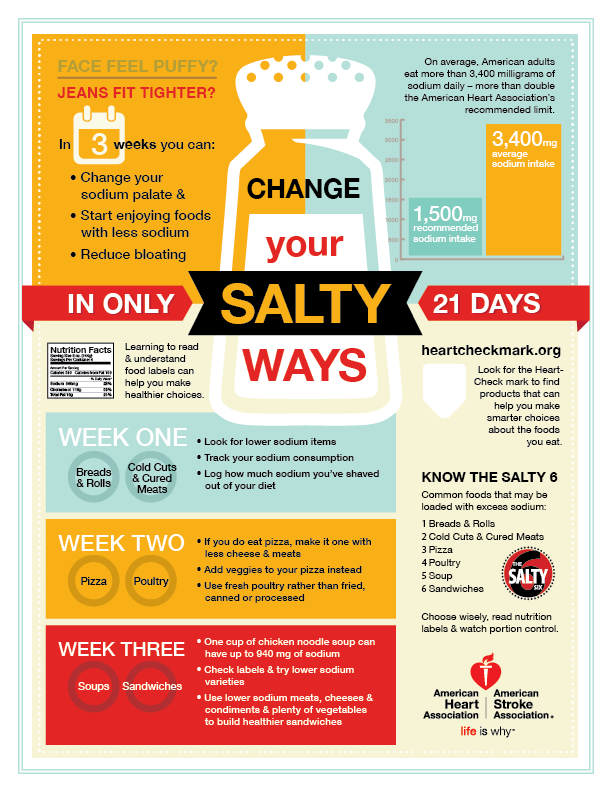 FACE FEEL PUFFY?
JEANS FIT TIGHTER?
In 3 weeks you can:
• Change your
sodium palate &
• Start enjoying foods
with less sodium
• Reduce bloating
CHANGE
your
SALTY
WAYS
IN ONLY
21 DAYS
On average, American adults
eat more than 3,400 milligrams of
sodium daily – more than double
the American Heart Association's
recommended limit.
3500
3000
2500
2000
1500
1000
500
0
1,500mg
recommended
sodium intake
3,400mg
average
sodium intake
Nutrition Facts
Amount Per Serving
Learning to read
& understand
food labels can
help you make
healthier choices.
heartcheckmark.org
Look for the Heart-
Check mark to find
products that can
help you make
smarter choices
about the foods
you eat.
WEEK ONE
Breads
& Rolls
Cold Cuts
& Cured
Meats
• Look for lower sodium items
• Track your sodium consumption
• Log how much sodium you've shaved
out of your diet
WEEK TWO
Pizza
Poultry
• If you do eat pizza, make it one with
less cheese & meats
• Add veggies to your pizza instead
• Use fresh poultry rather than fried,
canned or processed
WEEK THREE
Soups
Sandwiches
• One cup of chicken noodle soup can
have up to 940 mg of sodium
• Check labels & try lower sodium
varieties
• Use lower sodium meats, cheeses &
condiments & plenty of vegetables
to build healthier sandwiches
KNOW THE SALTY 6
Common foods that may be
loaded with excess sodium:
1 Breads & Rolls
2 Cold Cuts & Cured Meats
3 Pizza
4 Poultry
5 Soup
6 Sandwiches
THE
SALTY
SIX
Choose wisely, read nutrition
labels & watch portion control.
American
Heart
Association
American
Stroke
Association®
life is why™